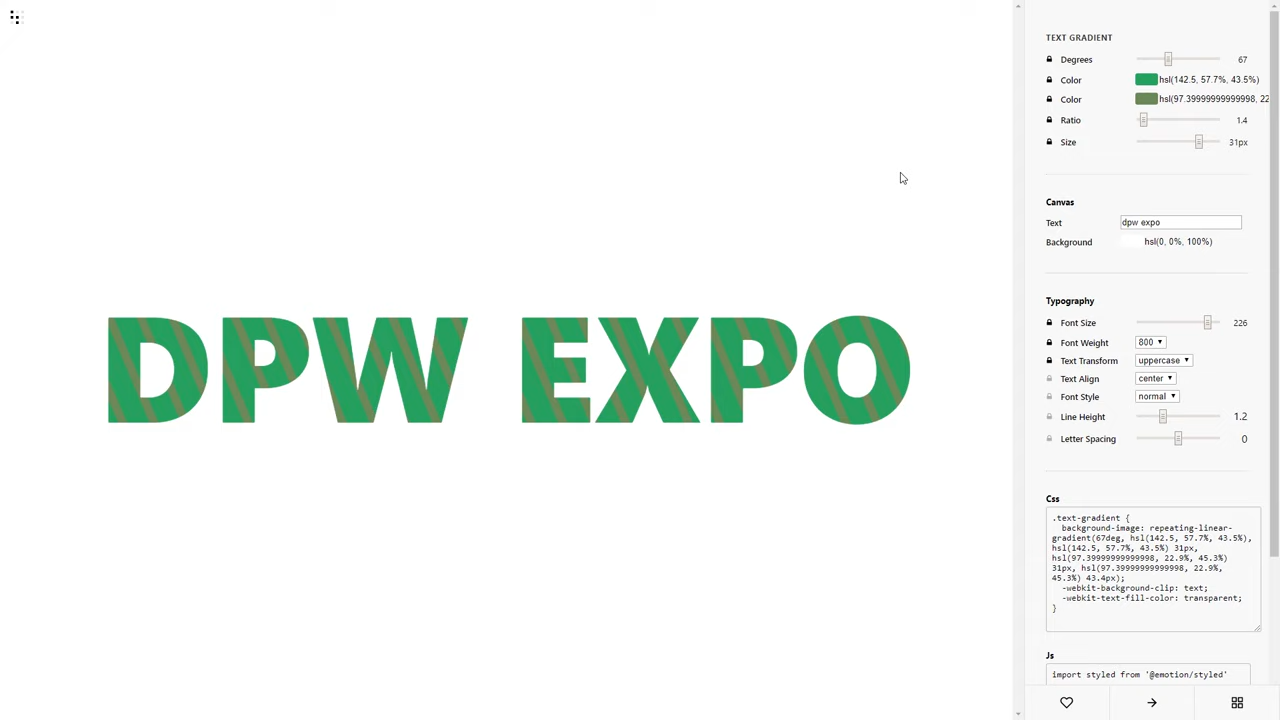 TEXT GRADIENT
Degrees 67
Color hsl(142.5, 57.7%, 43.5%)
Color hsl(97.39999999999998, 22
Ratio 1.4
Size 31px
Canvas
Text dpw expo
Background hsl(0, 0%, 100%)
DPW EXPO
Typography
Font Size 226
Font Weight 800
Text Transform uppercase
Text Align center
Font Style normal
Line Height 1.2
Letter Spacing 0
Css
.text-gradient {
background-image: repeating-linear-
gradient(67deg, hsl(142.5, 57.7%, 43.5%),
hsl(142.5, 57.7%, 43.5%) 31px,
hsl(97.39999999999998, 22.9%, 45.3%)
31px, hsl(97.39999999999998, 22.9%,
45.3%) 43.4px);
-webkit-background-clip: text;
-webkit-text-fill-color: transparent;
}
Js
import styled from '@emotion/styled'